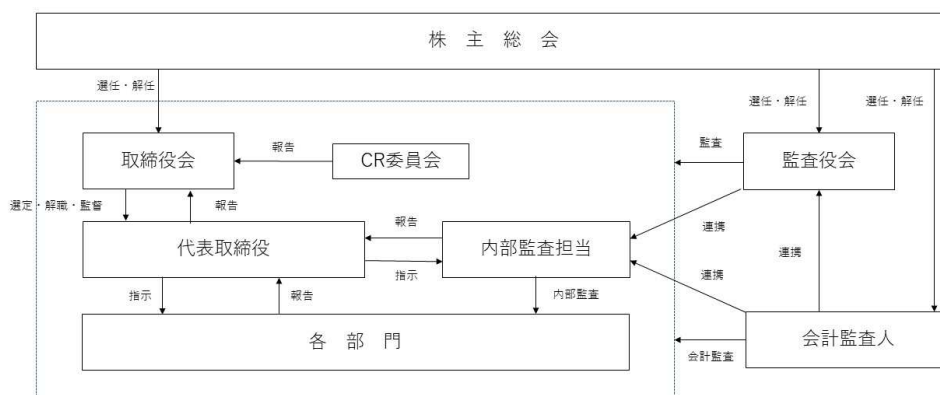 株 主 総 会
選任・解任
選任・解任
選任・解任
取締役会
報告
CR委員会
監査
監査役会
選定・解職・監督
報告
連携
代表取締役
報告
指示
内部監査担当
連携
連携
指示
報告
内部監査
各 部 門
会計監査
会計監査人